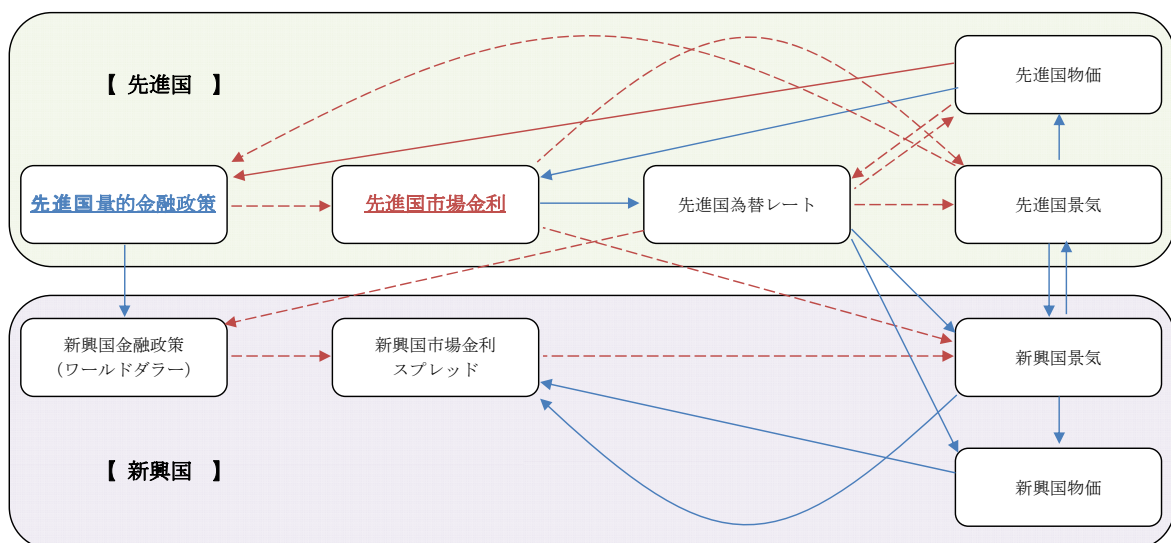 【 先進国 】
先進国物価
先進国量的金融政策
先進国市場金利
先進国為替レート
先進国景気
新興国金融政策
（ワールドダラー）
新興国市場金利
スプレッド
新興国景気
【 新興国 】
新興国物価